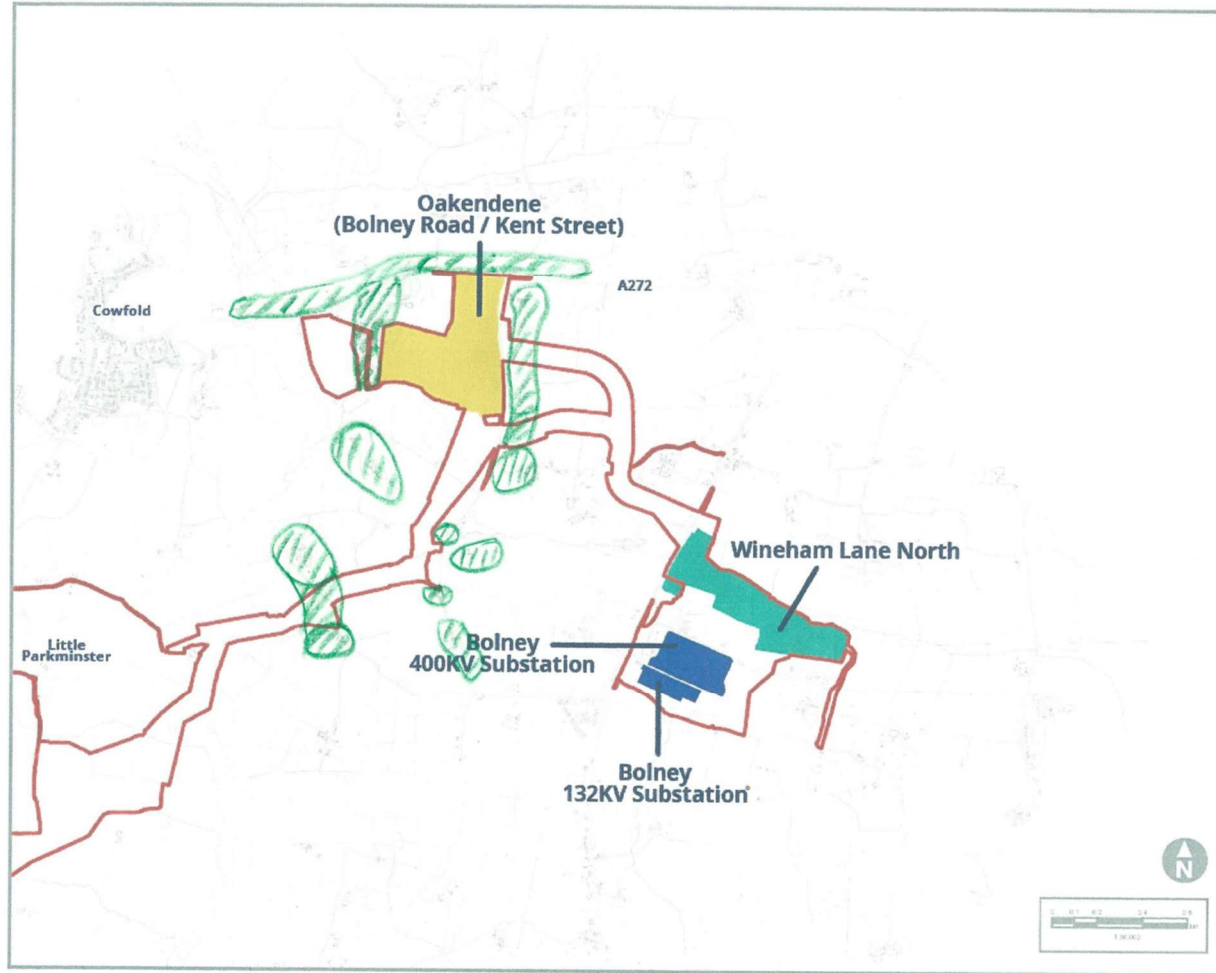 Oakendene
(Bolney Road / Kent Street)
A272
Cowfold
Wineham Lane North
Bolney
400KV Substation
Little
Parkminster
Bolney
132KV Substation
N